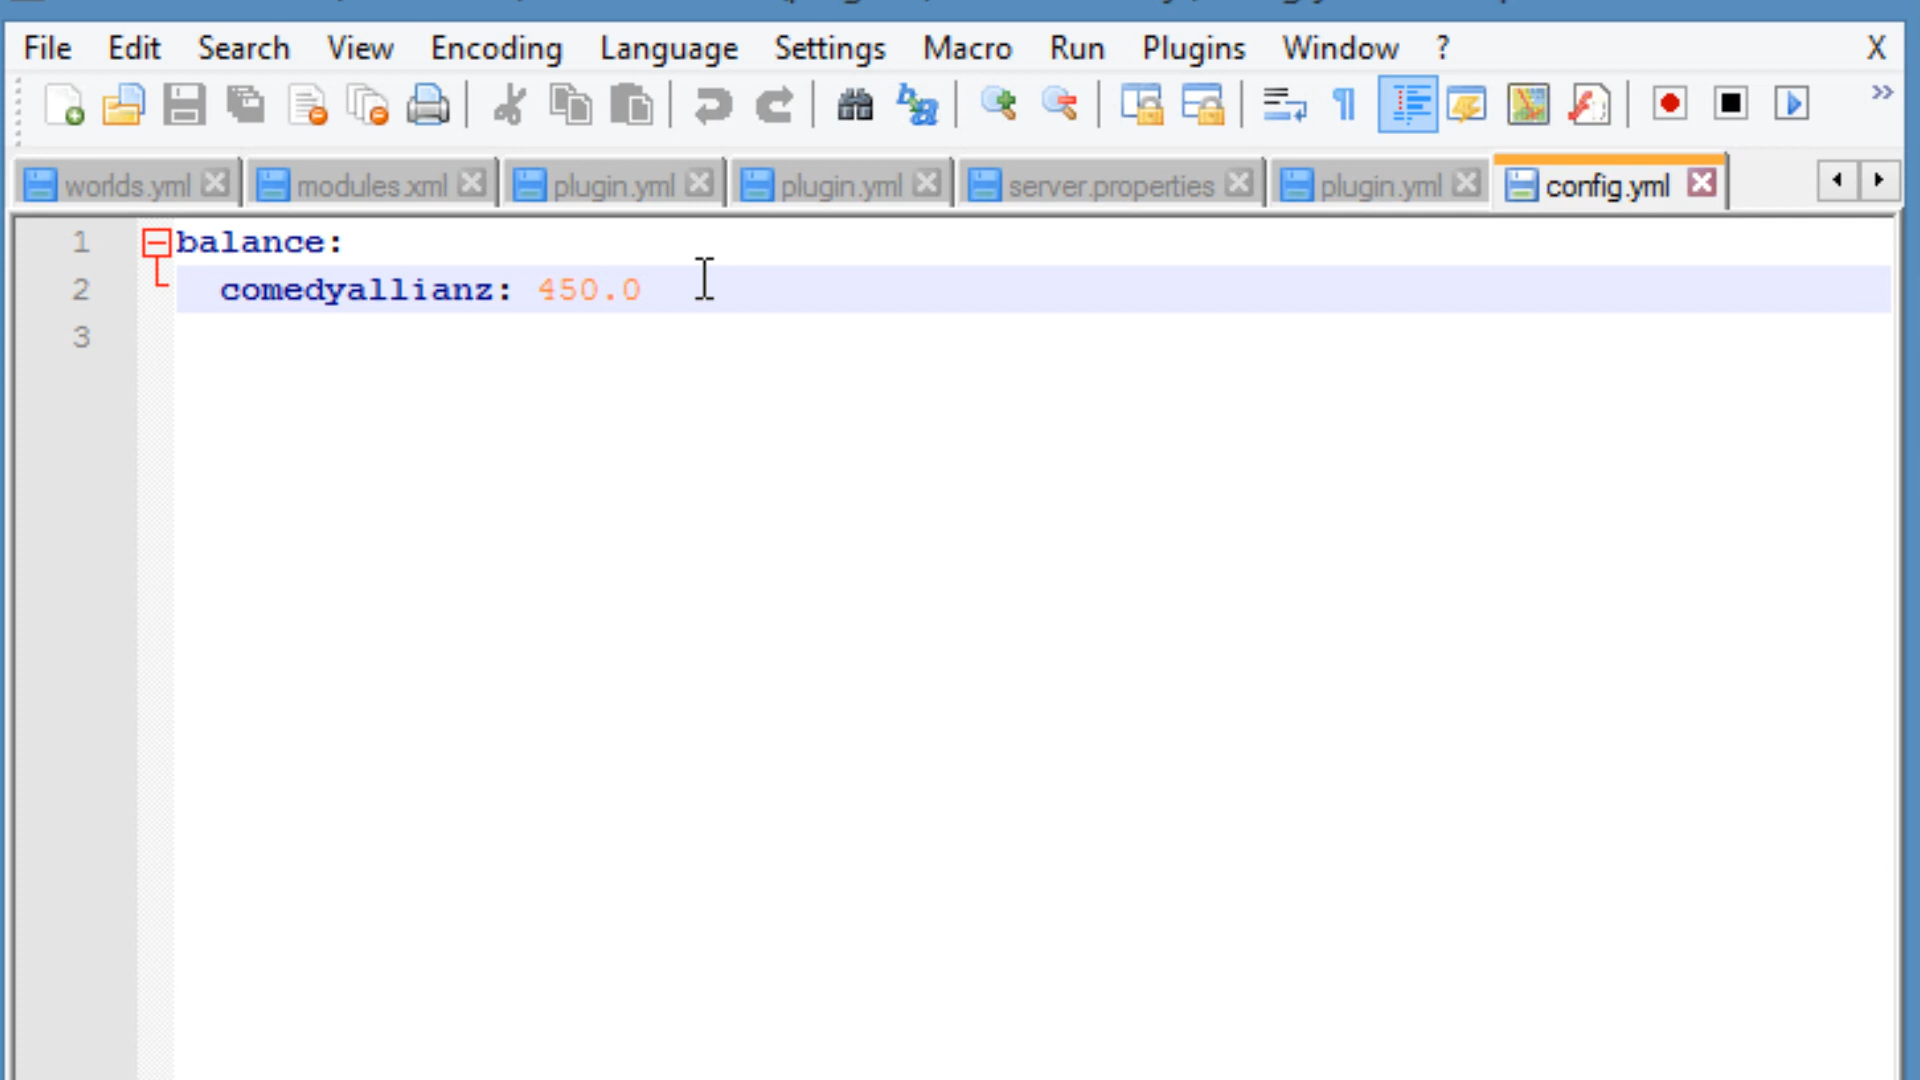 File Edit Search View Encoding Language Settings Macro Run Plugins Window ? X
worlds.yml modules.xml plugin.yml plugin.yml server.properties plugin.yml config.yml
1 balance:
2 comedyallianz: 450.0
3